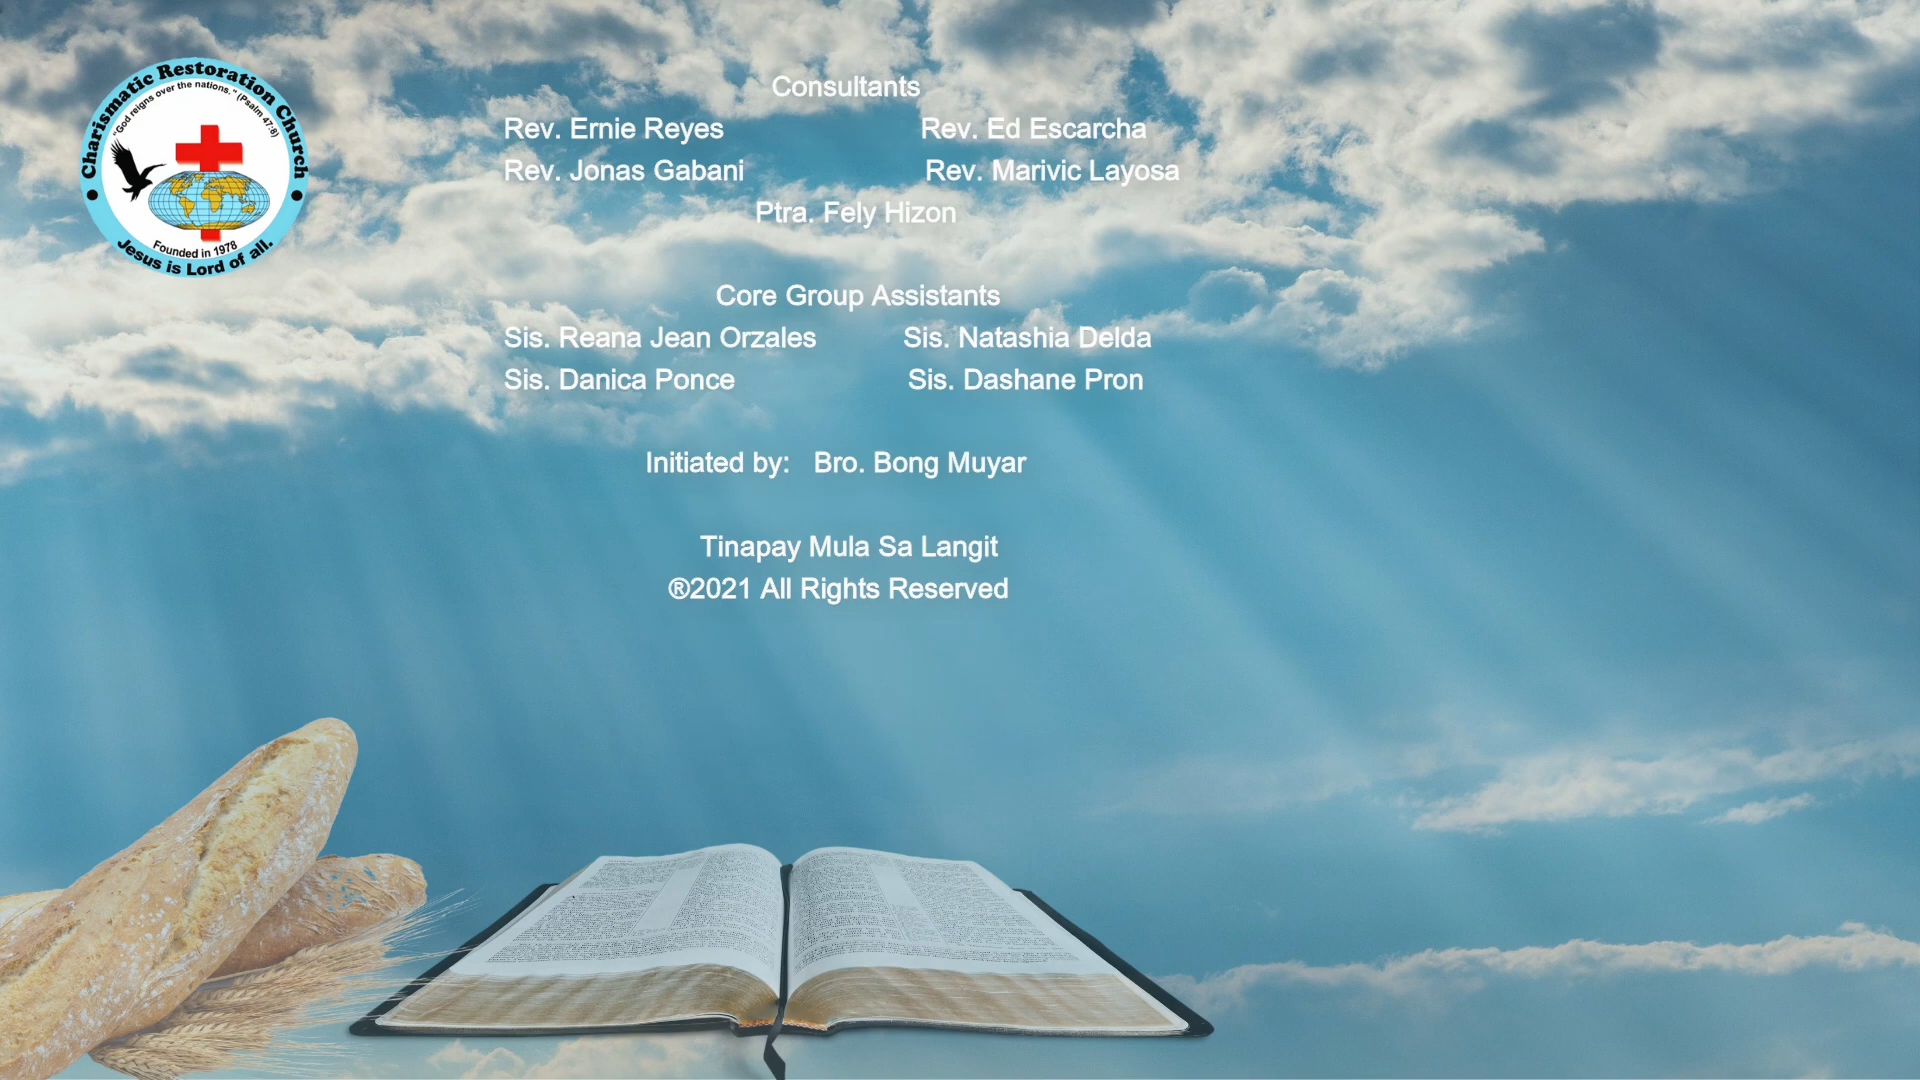 Charismatic Restoration Church
"God reigns over the nations." (Psalm 47:8)
Founded in 1978
Jesus is Lord of all.
Consultants
Rev. Ernie Reyes Rev. Ed Escarcha
Rev. Jonas Gabani Rev. Marivic Layosa
Ptra. Fely Hizon
Core Group Assistants
Sis. Reana Jean Orzales Sis. Natashia Delda
Sis. Danica Ponce Sis. Dashane Pron
Initiated by: Bro. Bong Muyar
Tinapay Mula Sa Langit
®2021 All Rights Reserved